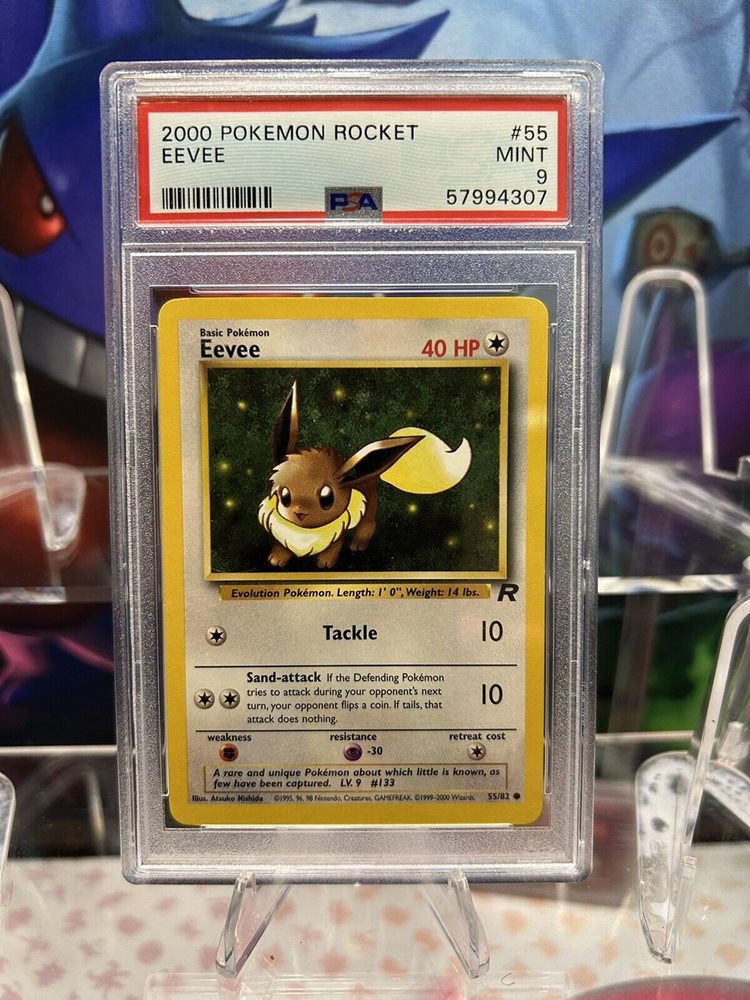 2000 POKEMON ROCKET #55
EEVEE MINT
9
PSA 57994307
Basic Pokémon
Eevee 40 HP
Evolution Pokémon. Length: 1' 0", Weight: 14 lbs. R
Tackle 10
Sand-attack If the Defending Pokémon
tries to attack during your opponent's next
turn, your opponent flips a coin. If tails, that
attack does nothing.
10
weakness resistance retreat cost
-30
A rare and unique Pokémon about which little is known, as
few have been captured. LV. 9 #133
Illus. Atsuko Nishida ©1995, 96, 98 Nintendo, Creatures, GAMEFREAK. ©1999-2000 Wizards. 55/82